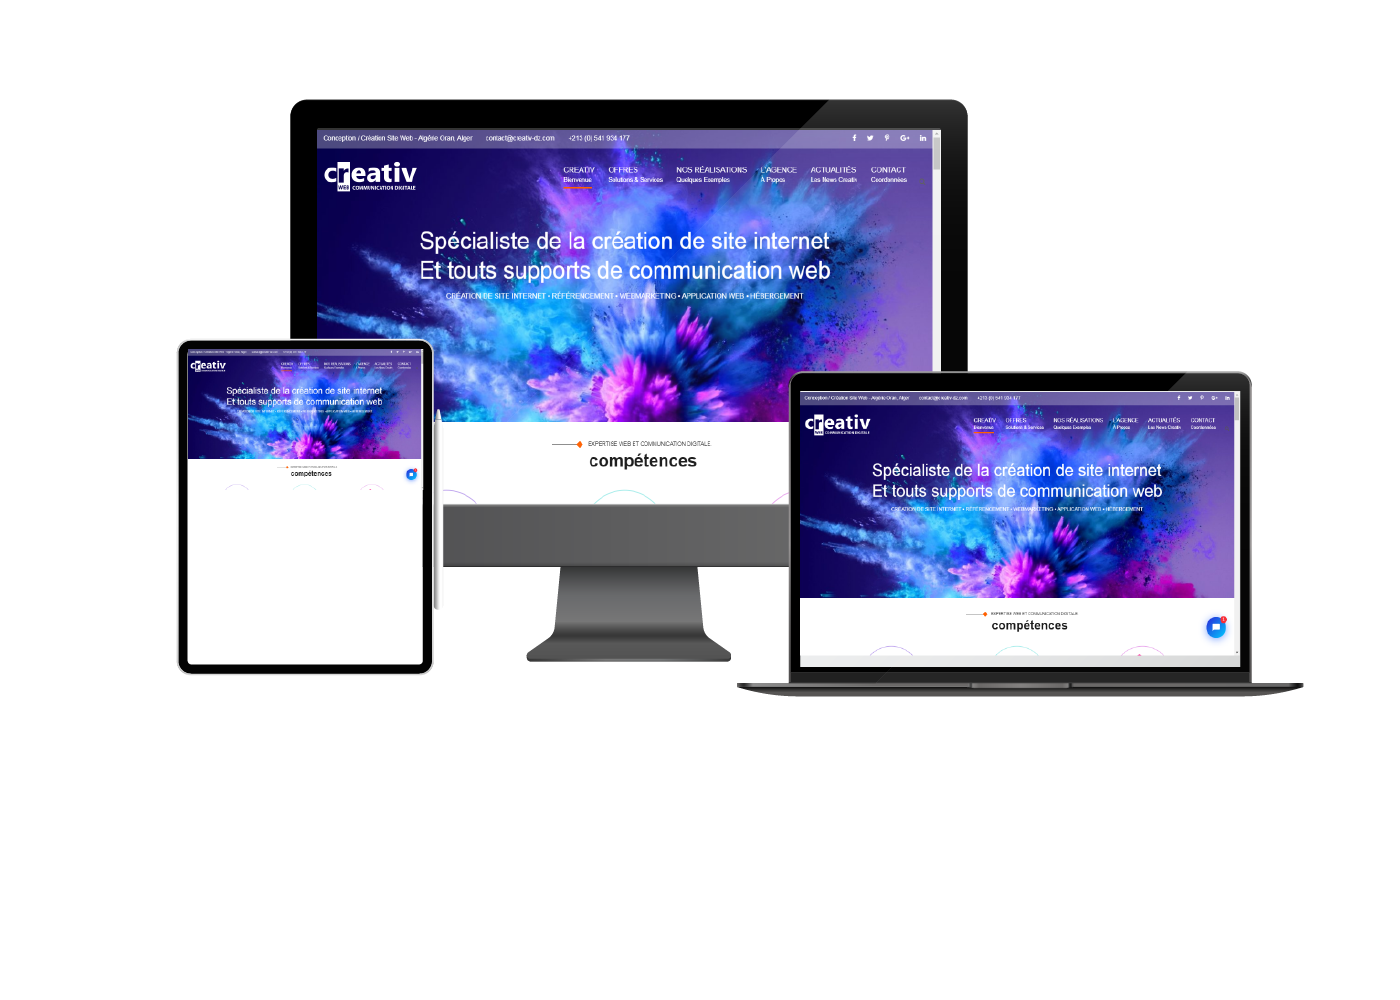 Conception / Création Site Web - Algérie Oran, Alger contact@creativ-dz.com +213 (0) 541 934 177
creativ
WEB COMMUNICATION DIGITALE
CREATIV OFFRES NOS RÉALISATIONS L'AGENCE ACTUALITÉS CONTACT
Bienvenue Solutions & Services Quelques Exemples A Propos Les News Creativ Coordonnées
Spécialiste de la création de site internet
Et touts supports de communication web
CRÉATION DE SITE INTERNET • RÉFÉRENCEMENT • WEBMARKETING • APPLICATION WEB • HÉBERGEMENT
EXPERTISE WEB ET COMMUNICATION DIGITALE
compétences
creativ
Spécialiste de la création de site internet
Et touts supports de communication web
compétences
Conception / Création Site Web - Algérie Oran, Alger contact@creativ-dz.com +213 (0) 541 934 177
creativ
WEB COMMUNICATION DIGITALE
CREATIV OFFRES NOS RÉALISATIONS L'AGENCE ACTUALITÉS CONTACT
Bienvenue Solutions & Services Quelques Exemples A Propos Les News Creativ Coordonnées
Spécialiste de la création de site internet
Et touts supports de communication web
CRÉATION DE SITE INTERNET • RÉFÉRENCEMENT • WEBMARKETING • APPLICATION WEB • HÉBERGEMENT
EXPERTISE WEB ET COMMUNICATION DIGITALE
compétences